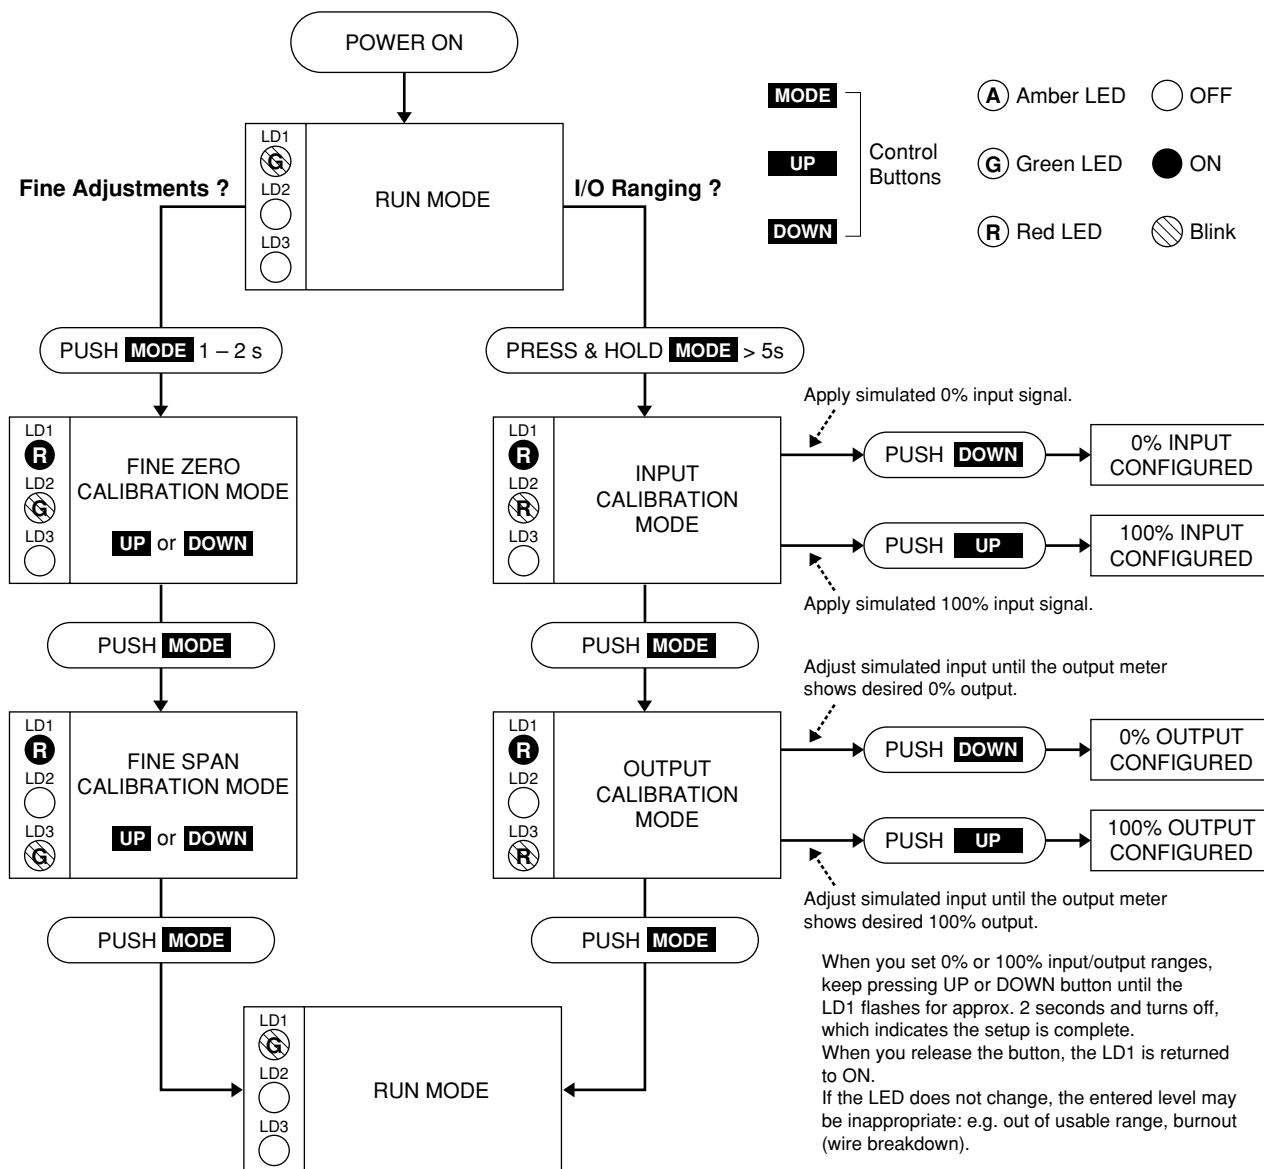 POWER ON
MODE
UP
DOWN
Control
Buttons
A Amber LED
G Green LED
R Red LED
OFF
ON
Blink
Fine Adjustments ?
I/O Ranging ?
LD1
G
LD2
LD3
RUN MODE
PUSH MODE 1 – 2 s
PRESS & HOLD MODE > 5s
LD1
R
LD2
G
LD3
FINE ZERO
CALIBRATION MODE
UP or DOWN
LD1
R
LD2
R
LD3
INPUT
CALIBRATION
MODE
Apply simulated 0% input signal.
PUSH DOWN
0% INPUT
CONFIGURED
PUSH UP
100% INPUT
CONFIGURED
Apply simulated 100% input signal.
PUSH MODE
PUSH MODE
LD1
R
LD2
LD3
G
FINE SPAN
CALIBRATION MODE
UP or DOWN
LD1
R
LD2
LD3
R
OUTPUT
CALIBRATION
MODE
Adjust simulated input until the output meter
shows desired 0% output.
PUSH DOWN
0% OUTPUT
CONFIGURED
PUSH UP
100% OUTPUT
CONFIGURED
Adjust simulated input until the output meter
shows desired 100% output.
PUSH MODE
PUSH MODE
LD1
G
LD2
LD3
RUN MODE
When you set 0% or 100% input/output ranges,
keep pressing UP or DOWN button until the
LD1 flashes for approx. 2 seconds and turns off,
which indicates the setup is complete.
When you release the button, the LD1 is returned
to ON.
If the LED does not change, the entered level may
be inappropriate: e.g. out of usable range, burnout
(wire breakdown).